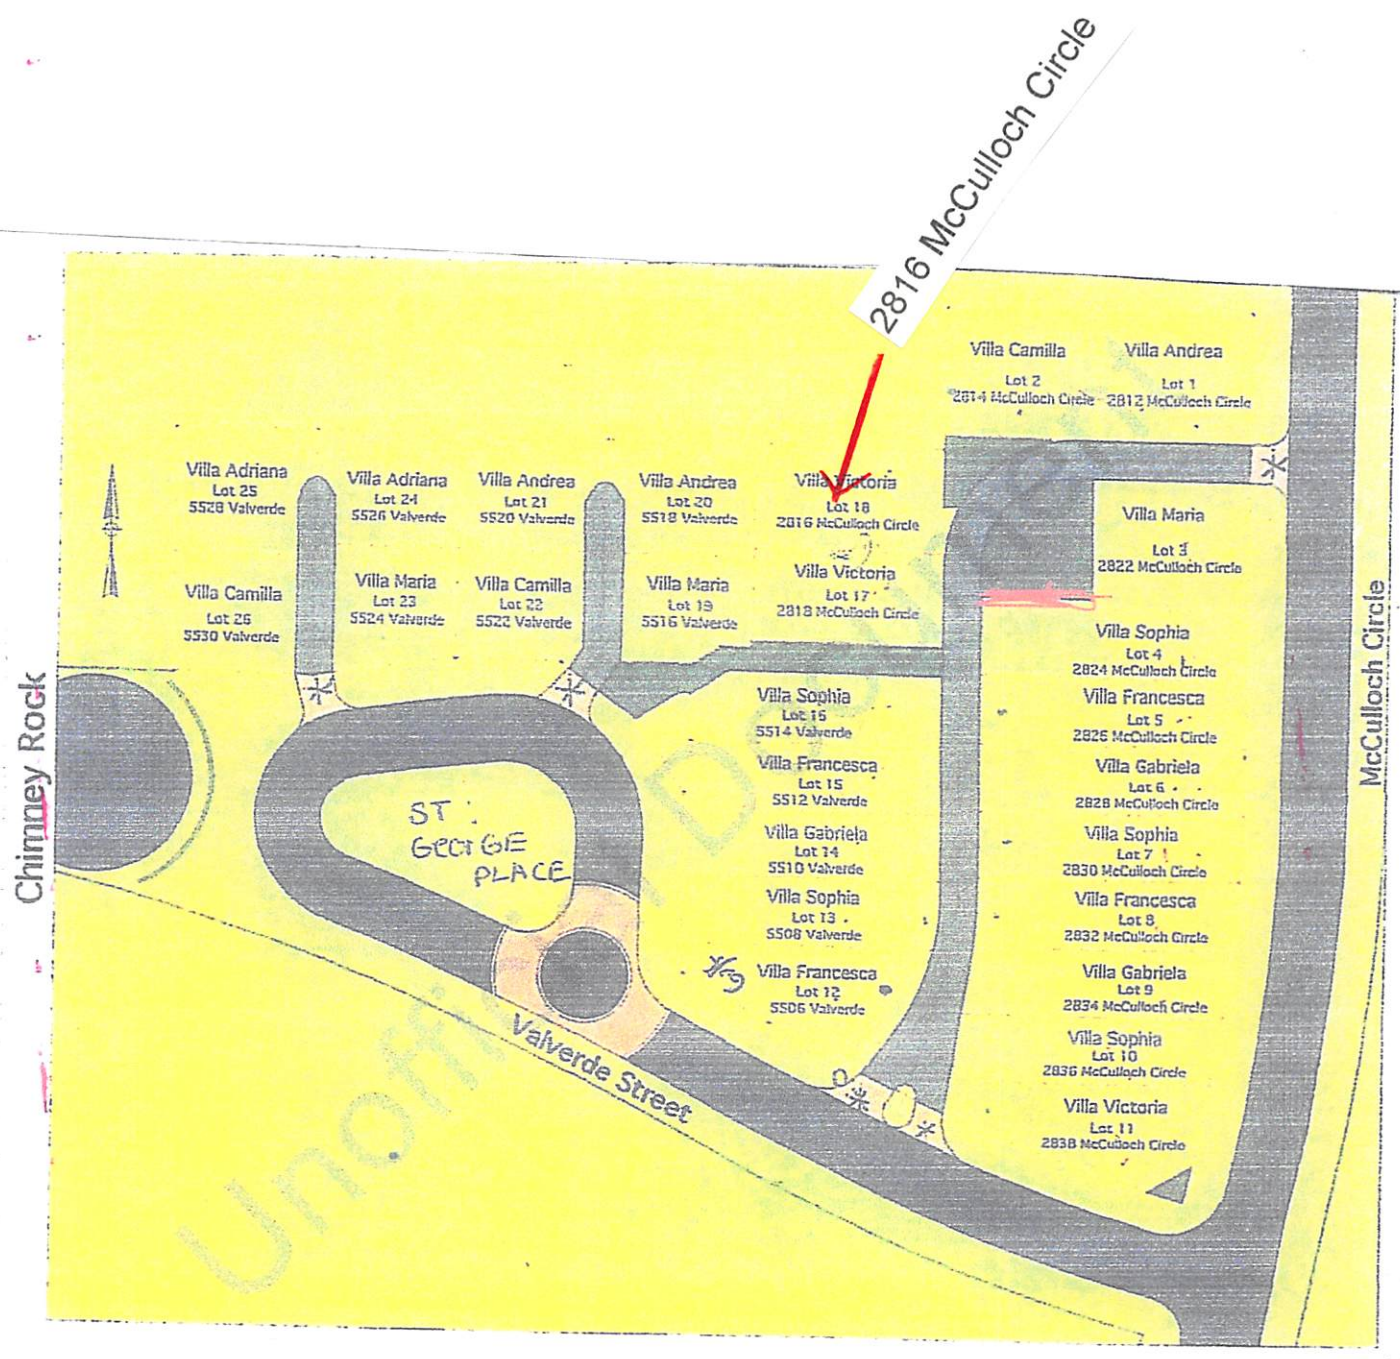 2816 McCulloch Circle
Villa Camilla
Lot 2
2814 McCulloch Circle
Villa Andrea
Lot 1
2812 McCulloch Circle
Villa Adriana
Lot 25
5528 Valverde
Villa Adriana
Lot 24
5526 Valverde
Villa Andrea
Lot 21
5520 Valverde
Villa Andrea
Lot 20
5518 Valverde
Villa Victoria
Lot 18
2816 McCulloch Circle
Villa Maria
Lot 3
2822 McCulloch Circle
Villa Camilla
Lot 26
5530 Valverde
Villa Maria
Lot 23
5524 Valverde
Villa Camilla
Lot 22
5522 Valverde
Villa Maria
Lot 19
5516 Valverde
Villa Victoria
Lot 17
2818 McCulloch Circle
Villa Sophia
Lot 4
2824 McCulloch Circle
Villa Sophia
Lot 16
5514 Valverde
Villa Francesca
Lot 5
2826 McCulloch Circle
Villa Francesca
Lot 15
5512 Valverde
Villa Gabriela
Lot 6
2828 McCulloch Circle
Villa Gabriela
Lot 14
5510 Valverde
Villa Sophia
Lot 7
2830 McCulloch Circle
Villa Sophia
Lot 13
5508 Valverde
Villa Francesca
Lot 8
2832 McCulloch Circle
Villa Francesca
Lot 12
5506 Valverde
Villa Gabriela
Lot 9
2834 McCulloch Circle
Villa Sophia
Lot 10
2836 McCulloch Circle
Villa Victoria
Lot 11
2838 McCulloch Circle
ST.
GEORGE
PLACE
Chimney Rock
Valverde Street
McCulloch Circle